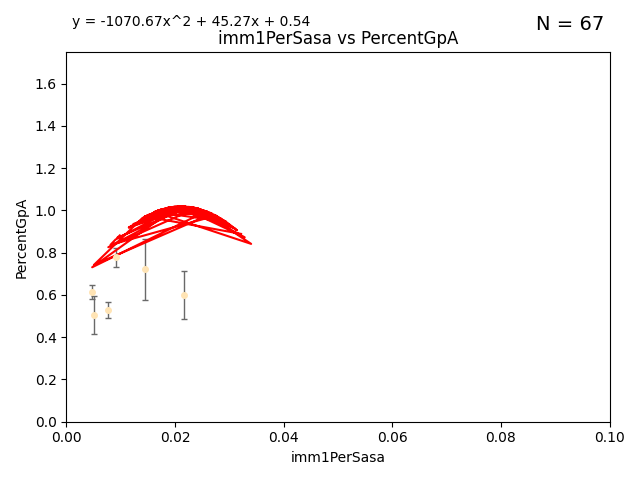 y = -1070.67x^2 + 45.27x + 0.54
N = 67
imm1PerSasa vs PercentGpA
PercentGpA
1.6
1.4
1.2
1.0
0.8
0.6
0.4
0.2
0.0
0.00 0.02 0.04 0.06 0.08 0.10
imm1PerSasa